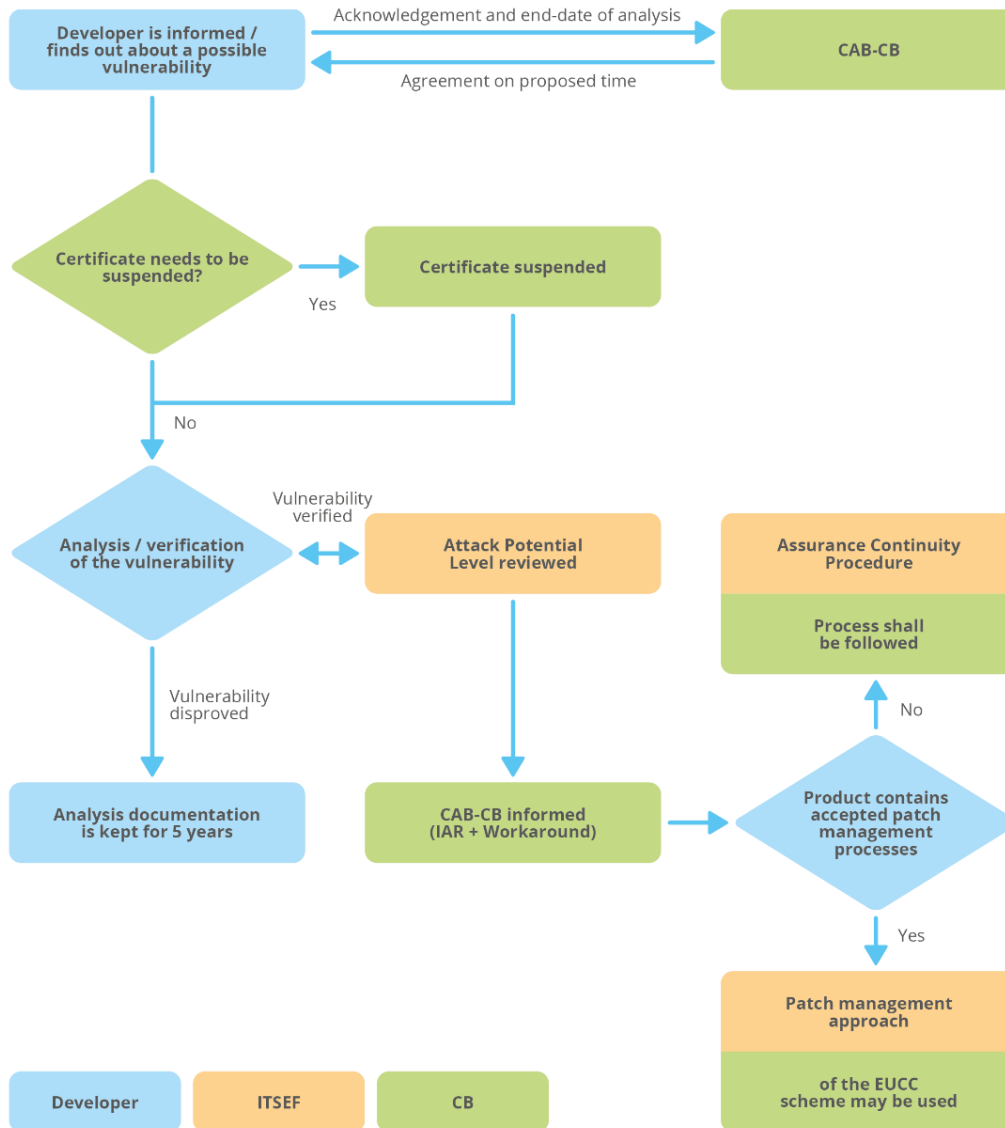 Acknowledgement and end-date of analysis
Developer is informed /
finds out about a possible
vulnerability
CAB-CB
Agreement on proposed time
Certificate needs to be
suspended?
Yes
Certificate suspended
No
Vulnerability
verified
Analysis / verification
of the vulnerability
Attack Potential
Level reviewed
Assurance Continuity
Procedure
Process shall
be followed
Vulnerability
disproved
No
Analysis documentation
is kept for 5 years
CAB-CB informed
(IAR + Workaround)
Product contains
accepted patch
management
processes
Yes
Patch management
approach
of the EUCC
scheme may be used
Developer
ITSEF
CB